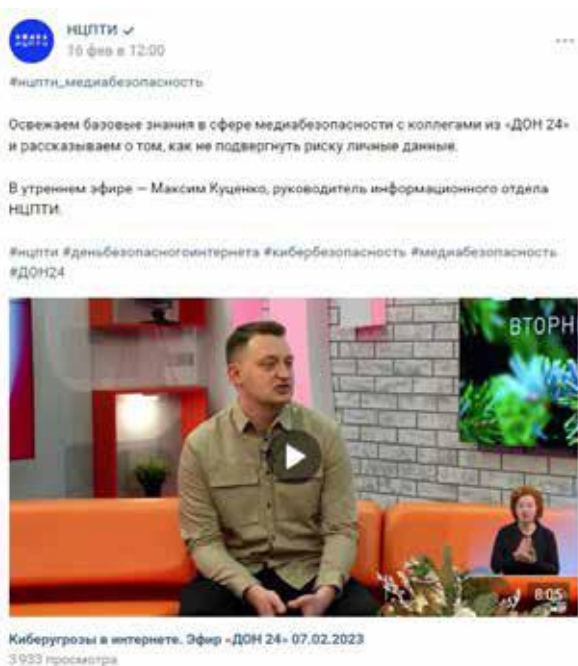 НЦПТИ
16 фев в 12:00
#нцпти_медиабезопасность
Освежаем базовые знания в сфере медиабезопасности с коллегами из «ДОН 24»
и рассказываем о том, как не подвергнуть риску личные данные.
В утреннем эфире — Максим Куценко, руководитель информационного отдела
НЦПТИ.
#нцпти #деньбезопасногоинтернета #кибербезопасность #медиабезопасность
#ДОН24
ВТОРН
8:05
Киберугрозы в интернете. Эфир «ДОН 24» 07.02.2023
3 933 просмотра